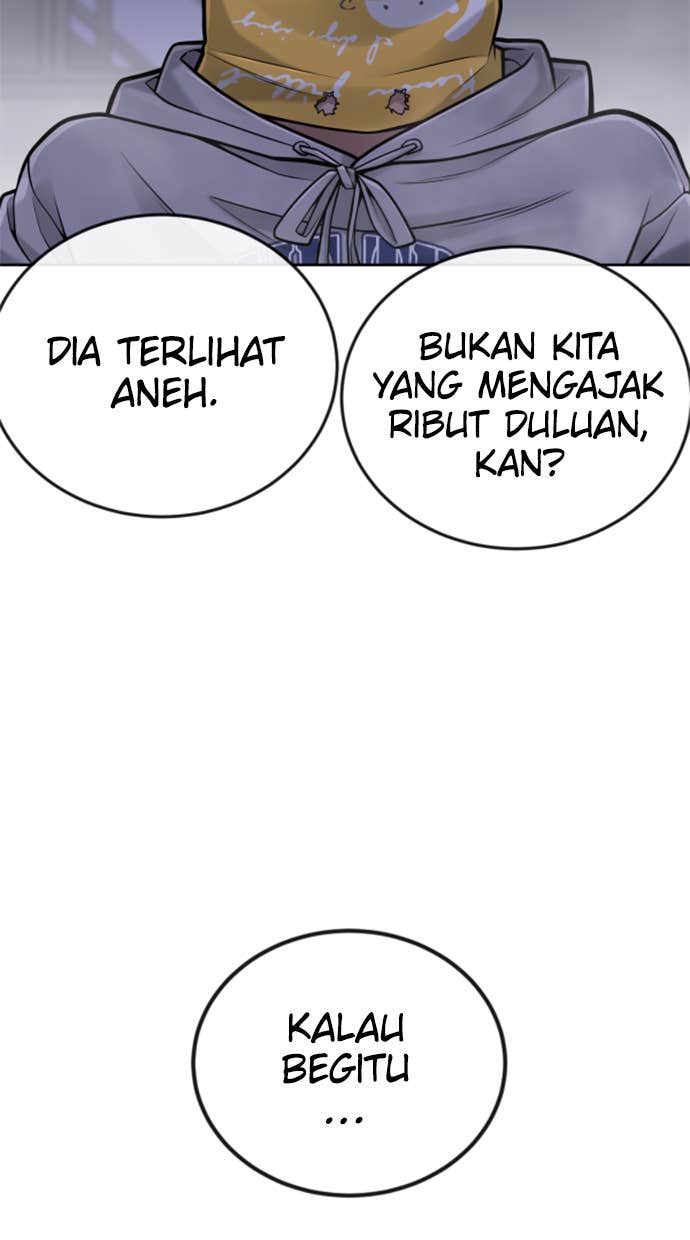 DIA TERLIHAT
ANEH.
BUKAN KITA
YANG MENGAJAK
RIBUT DULUAN,
KAN?
KALAU
BEGITU
...